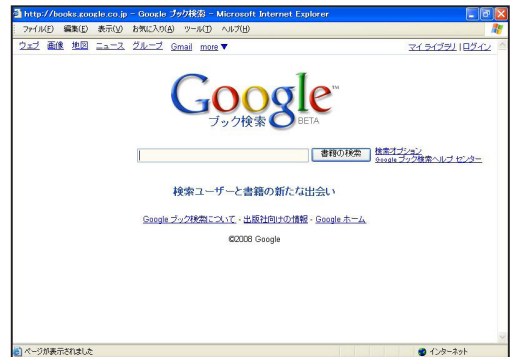 http://books.google.co.jp - Google ブック検索 - Microsoft Internet Explorer
ファイル(F) 編集(E) 表示(V) お気に入り(A) ツール(T) ヘルプ(H)
ウェブ 画像 地図 ニュース グループ Gmail more ▼ マイ ライブラリ | ログイン
Google™
ブック検索 BETA
書籍の検索 検索オプション
Google ブック検索ヘルプ センター
検索ユーザーと書籍の新たな出会い
Google ブック検索について - 出版社向けの情報 - Google ホーム
©2008 Google
ページが表示されました インターネット